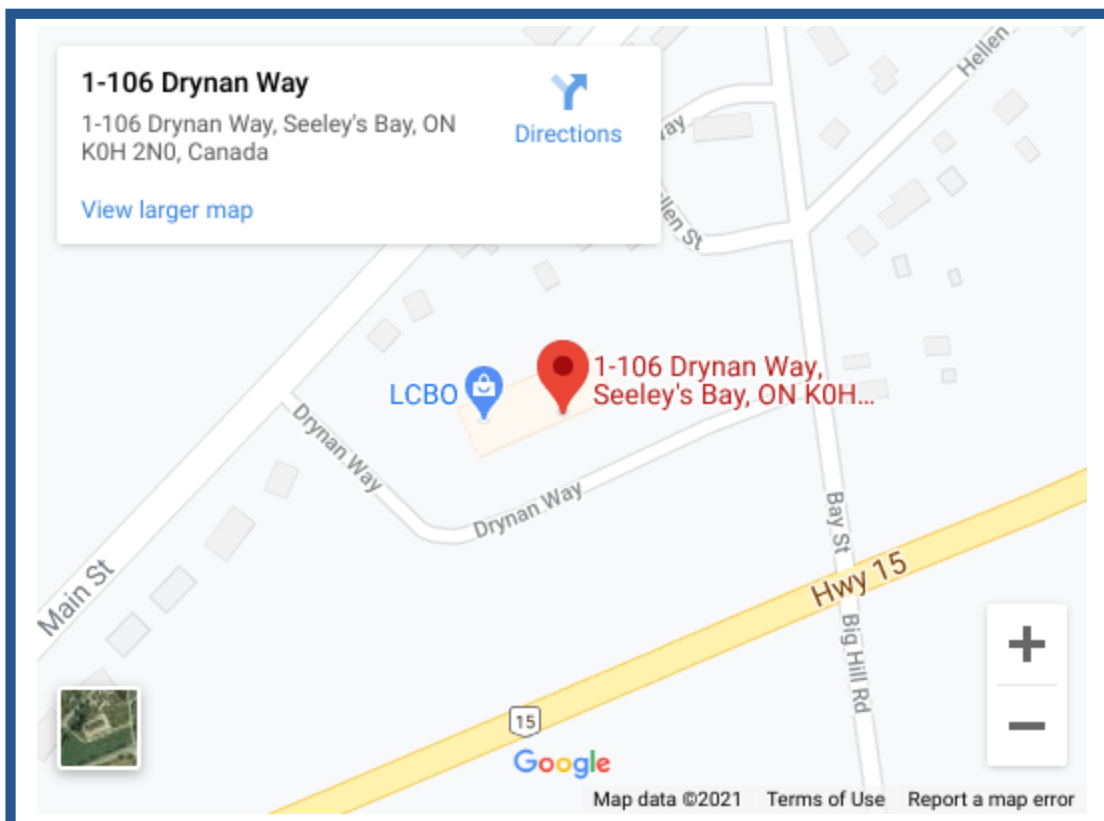 1-106 Drynan Way
1-106 Drynan Way, Seeley's Bay, ON
K0H 2N0, Canada
Directions
View larger map
Hellen
llen St
LCBO
1-106 Drynan Way,
Seeley's Bay, ON K0H...
Drynan Way
Drynan Way
Bay St
Hwy 15
Main St
Big Hill Rd
15
Google
Map data ©2021 Terms of Use Report a map error